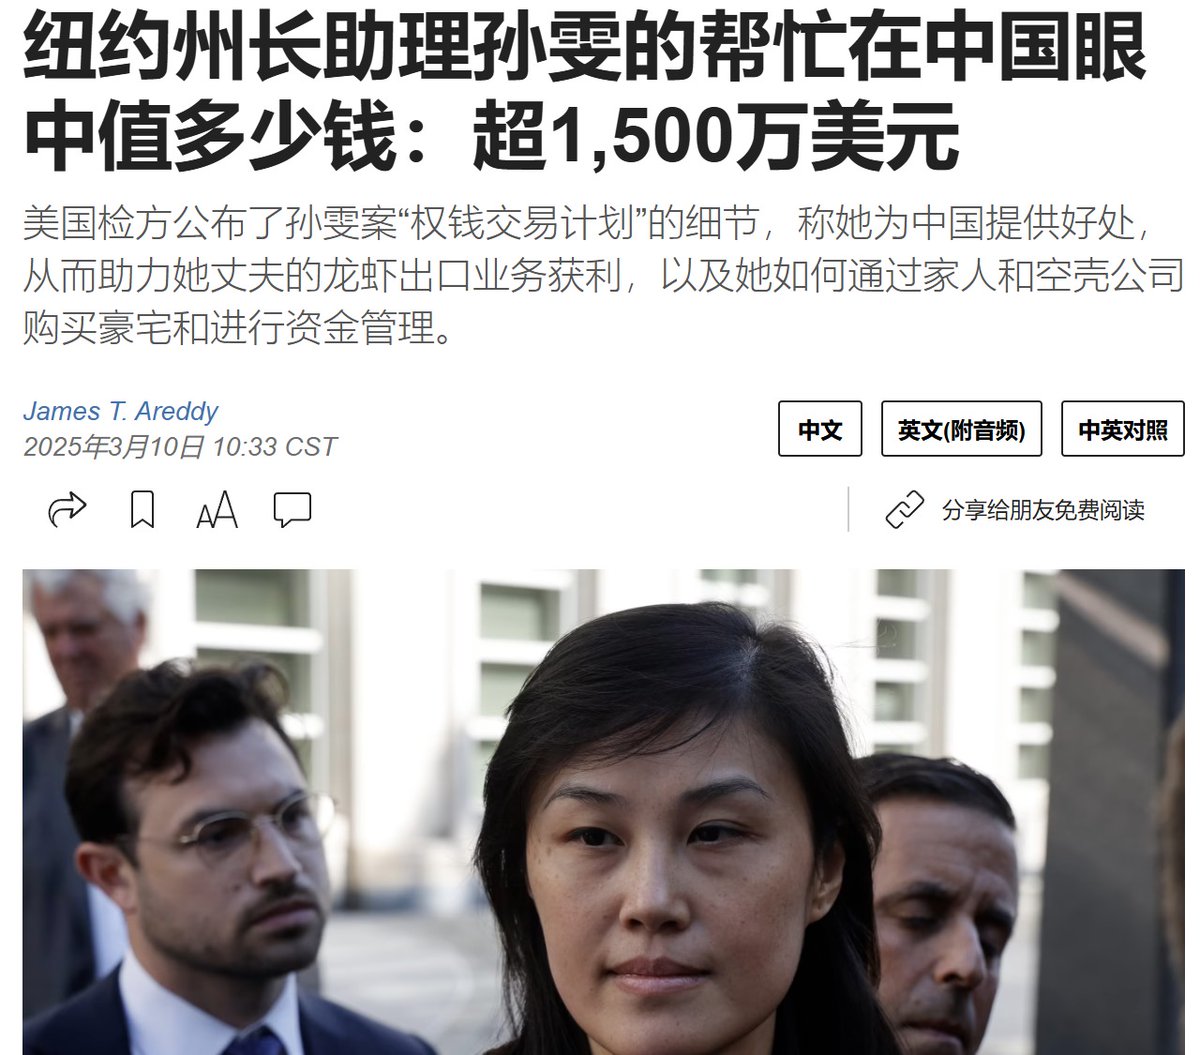 纽约州长助理孙雯的帮忙在中国眼
中值多少钱：超1,500万美元
美国检方公布了孙雯案“权钱交易计划”的细节，称她为中国提供好处，
从而助力她丈夫的龙虾出口业务获利，以及她如何通过家人和空壳公司
购买豪宅和进行资金管理。
James T. Areddy
2025年3月10日 10:33 CST
中文
英文(附音频)
中英对照
AA
分享给朋友免费阅读